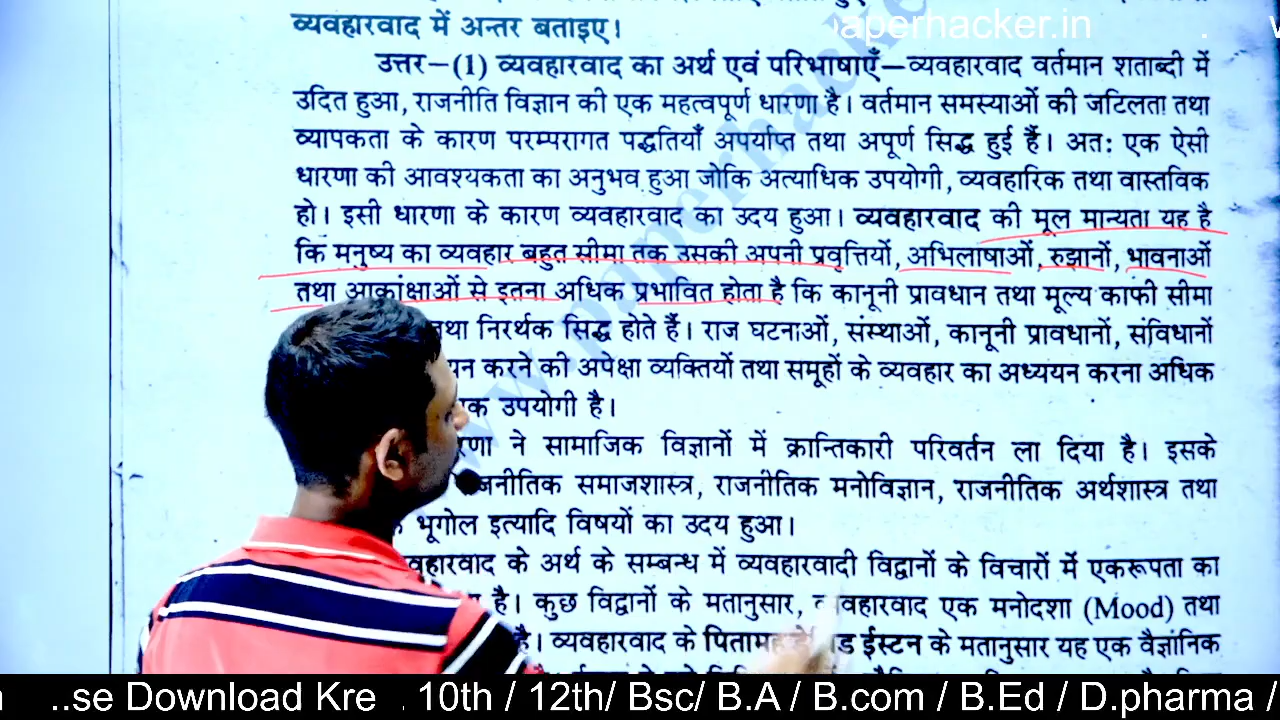 व्यवहारवाद में अन्तर बताइए।
paperhacker.in
उत्तर–(1) व्यवहारवाद का अर्थ एवं परिभाषाएँ–व्यवहारवाद वर्तमान शताब्दी में
उदित हुआ, राजनीति विज्ञान की एक महत्वपूर्ण धारणा है। वर्तमान समस्याओं की जटिलता तथा
व्यापकता के कारण परम्परागत पद्धतियाँ अपर्याप्त तथा अपूर्ण सिद्ध हुई हैं। अतः एक ऐसी
धारणा की आवश्यकता का अनुभव हुआ जोकि अत्याधिक उपयोगी, व्यवहारिक तथा वास्तविक
हो। इसी धारणा के कारण व्यवहारवाद का उदय हुआ। व्यवहारवाद की मूल मान्यता यह है
कि मनुष्य का व्यवहार बहुत सीमा तक उसकी अपनी प्रवृत्तियों, अभिलाषाओं, रुझानों, भावनाओं
तथा आकांक्षाओं से इतना अधिक प्रभावित होता है कि कानूनी प्रावधान तथा मूल्य काफी सीमा
तथा निरर्थक सिद्ध होते हैं। राज घटनाओं, संस्थाओं, कानूनी प्रावधानों, संविधानों
करने की अपेक्षा व्यक्तियों तथा समूहों के व्यवहार का अध्ययन करना अधिक
उपयोगी है।
ने सामाजिक विज्ञानों में क्रान्तिकारी परिवर्तन ला दिया है। इसके
समाजशास्त्र, राजनीतिक मनोविज्ञान, राजनीतिक अर्थशास्त्र तथा
भूगोल इत्यादि विषयों का उदय हुआ।
के अर्थ के सम्बन्ध में व्यवहारवादी विद्वानों के विचारों में एकरूपता का
है। कुछ विद्वानों के मतानुसार, व्यवहारवाद एक मनोदशा (Mood) तथा
है। व्यवहारवाद के ईस्टन के मतानुसार यह एक वैज्ञानिक
..se Download Kre 10th / 12th/ Bsc/ B.A / B.com / B.Ed / D.pharma /